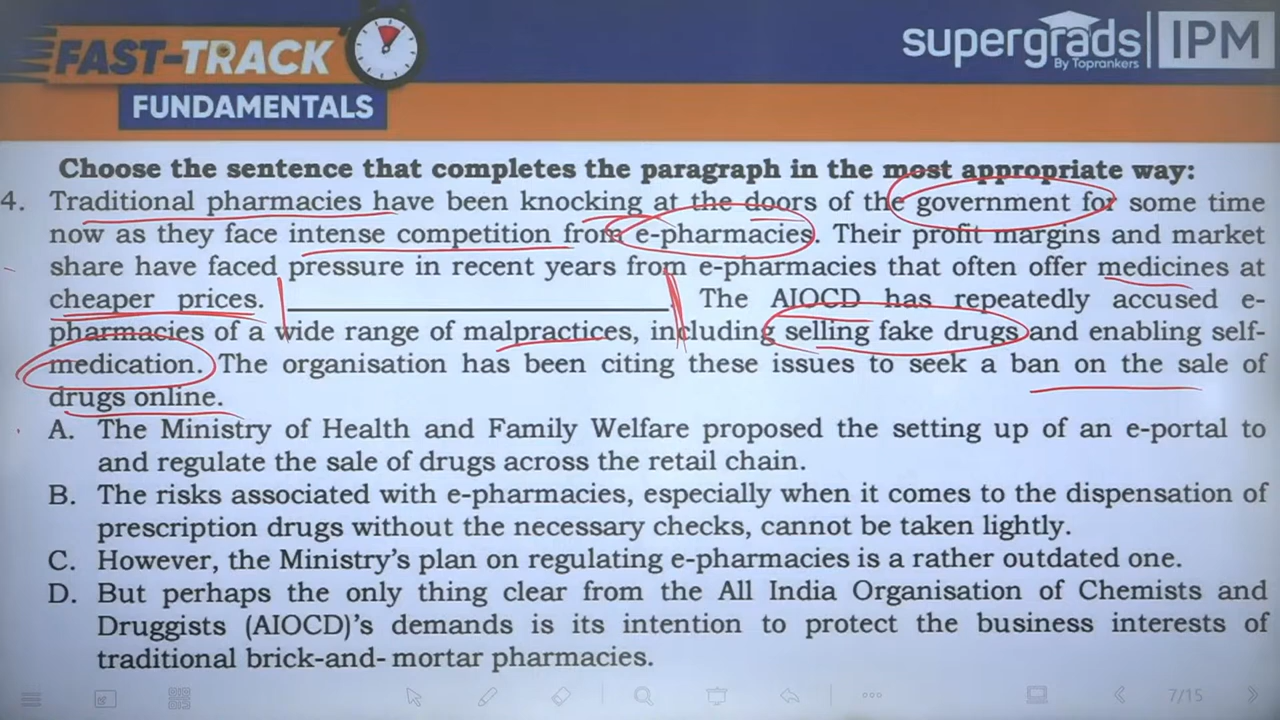 FAST-TRACK
FUNDAMENTALS
supergrads IPM
By Toprankers
Choose the sentence that completes the paragraph in the most appropriate way:
4. Traditional pharmacies have been knocking at the doors of the government for some time
now as they face intense competition from e-pharmacies. Their profit margins and market
share have faced pressure in recent years from e-pharmacies that often offer medicines at
cheaper prices. ______________________. The AIOCD has repeatedly accused e-
pharmacies of a wide range of malpractices, including selling fake drugs and enabling self-
medication. The organisation has been citing these issues to seek a ban on the sale of
drugs online.
A. The Ministry of Health and Family Welfare proposed the setting up of an e-portal to
and regulate the sale of drugs across the retail chain.
B. The risks associated with e-pharmacies, especially when it comes to the dispensation of
prescription drugs without the necessary checks, cannot be taken lightly.
C. However, the Ministry's plan on regulating e-pharmacies is a rather outdated one.
D. But perhaps the only thing clear from the All India Organisation of Chemists and
Druggists (AIOCD)'s demands is its intention to protect the business interests of
traditional brick-and- mortar pharmacies.
7/15